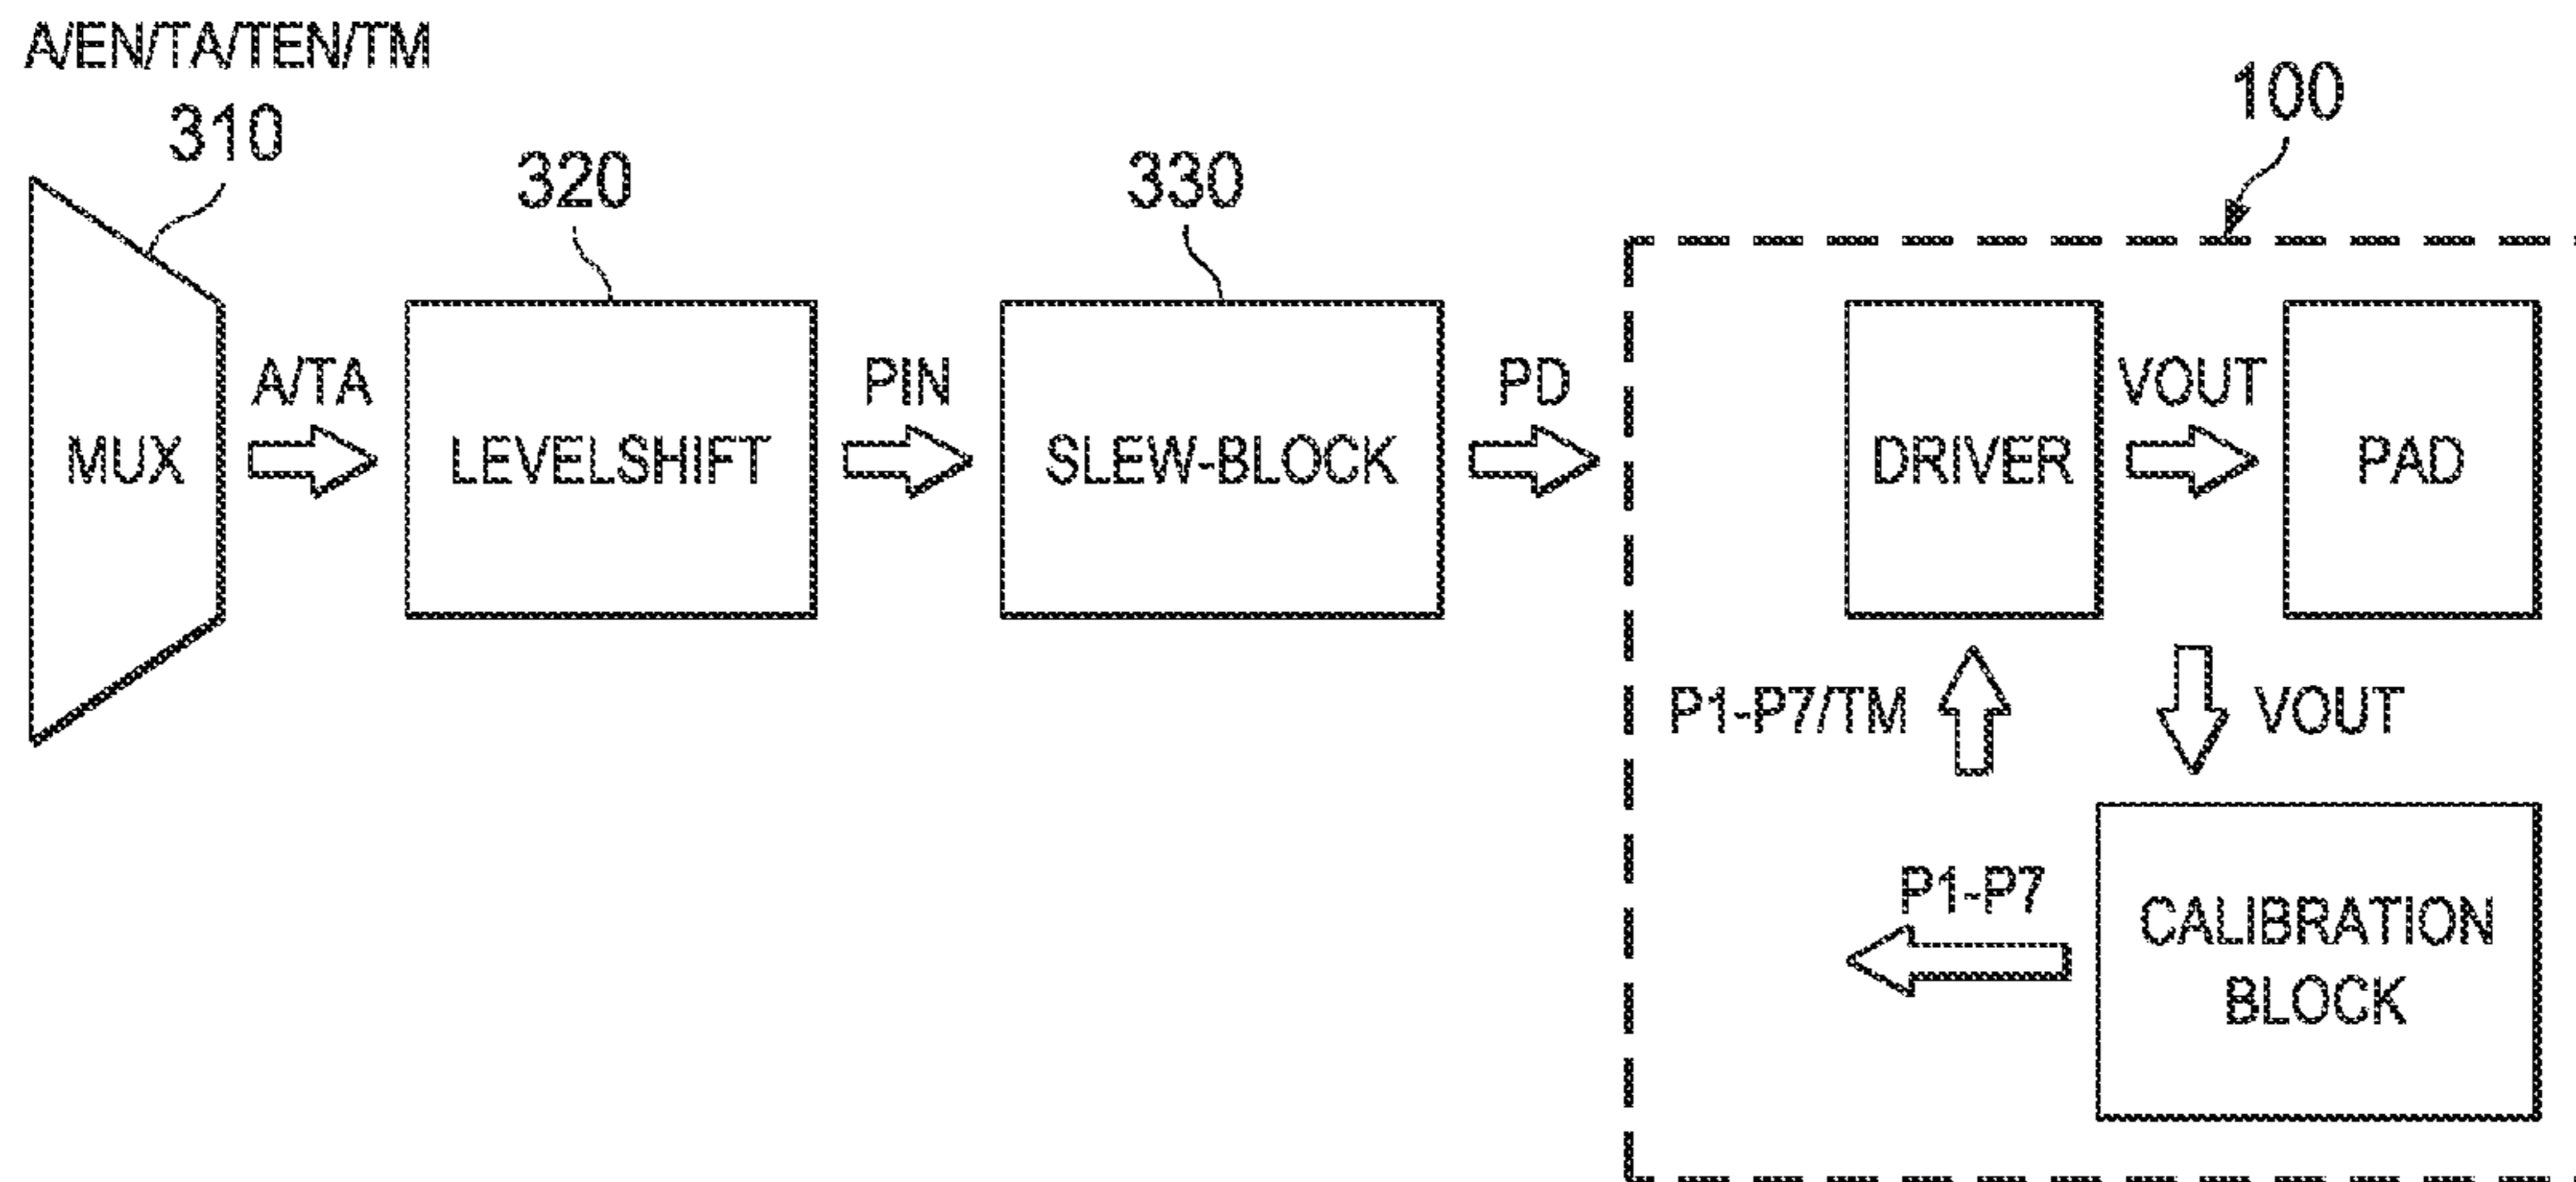 A/EN/TA/TEN/TM
310
320
330
100
MUX
A/TA
LEVELSHIFT
PIN
SLEW-BLOCK
PD
DRIVER
VOUT
PAD
P1-P7/TM
VOUT
P1-P7
CALIBRATION
BLOCK